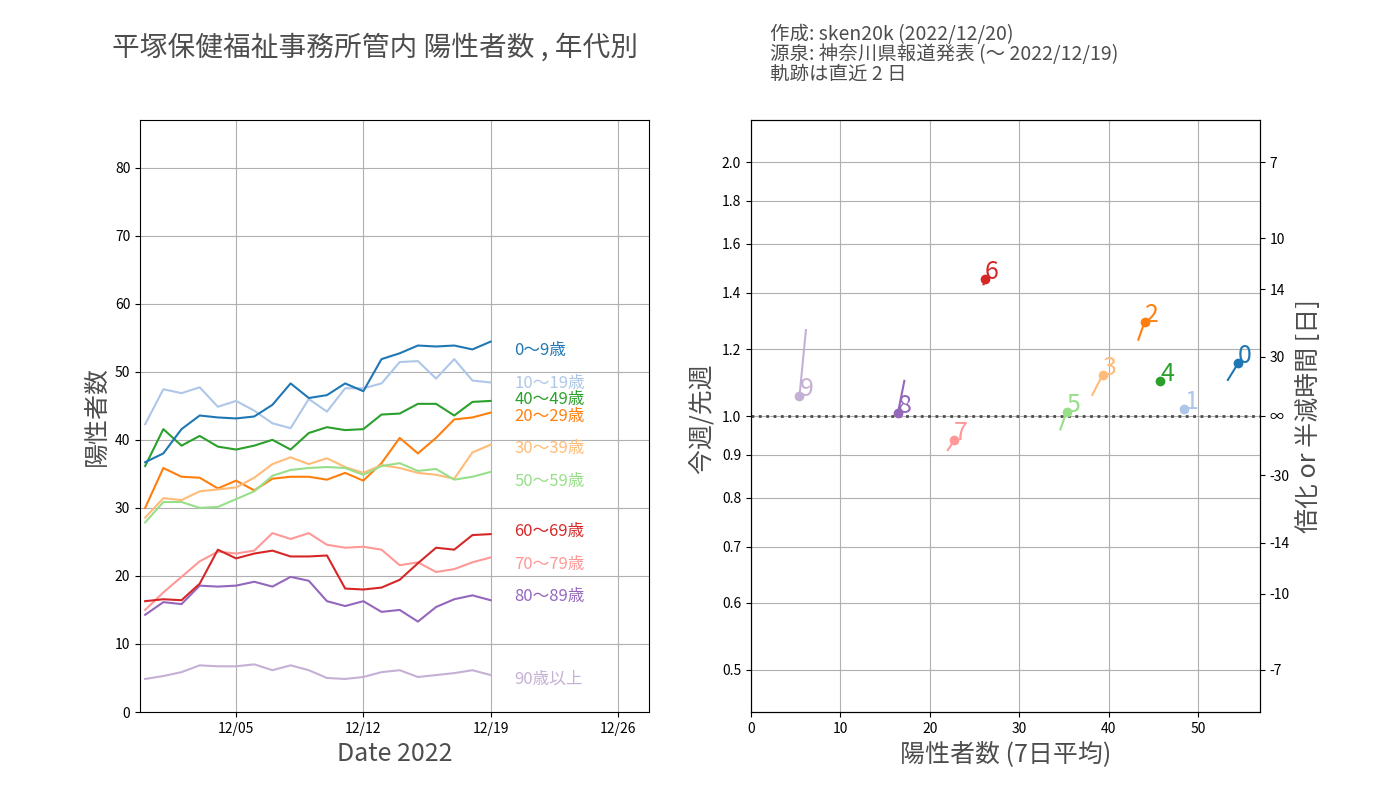 平塚保健福祉事務所管内 陽性者数 , 年代別
作成: sken20k (2022/12/20)
源泉: 神奈川県報道発表 (〜 2022/12/19)
軌跡は直近 2 日
陽性者数
80
70
60
50
40
30
20
10
0
0〜9歳
10〜19歳
40〜49歳
20〜29歳
30〜39歳
50〜59歳
60〜69歳
70〜79歳
80〜89歳
90歳以上
12/05
12/12
12/19
12/26
Date 2022
今週/先週
2.0
1.8
1.6
1.4
1.2
1.0
0.9
0.8
0.7
0.6
0.5
6
2
0
3
4
9
1
5
8
7
7
10
14
30
∞
-30
-14
-10
-7
倍化 or 半減時間 [日]
0
10
20
30
40
50
陽性者数 (7日平均)